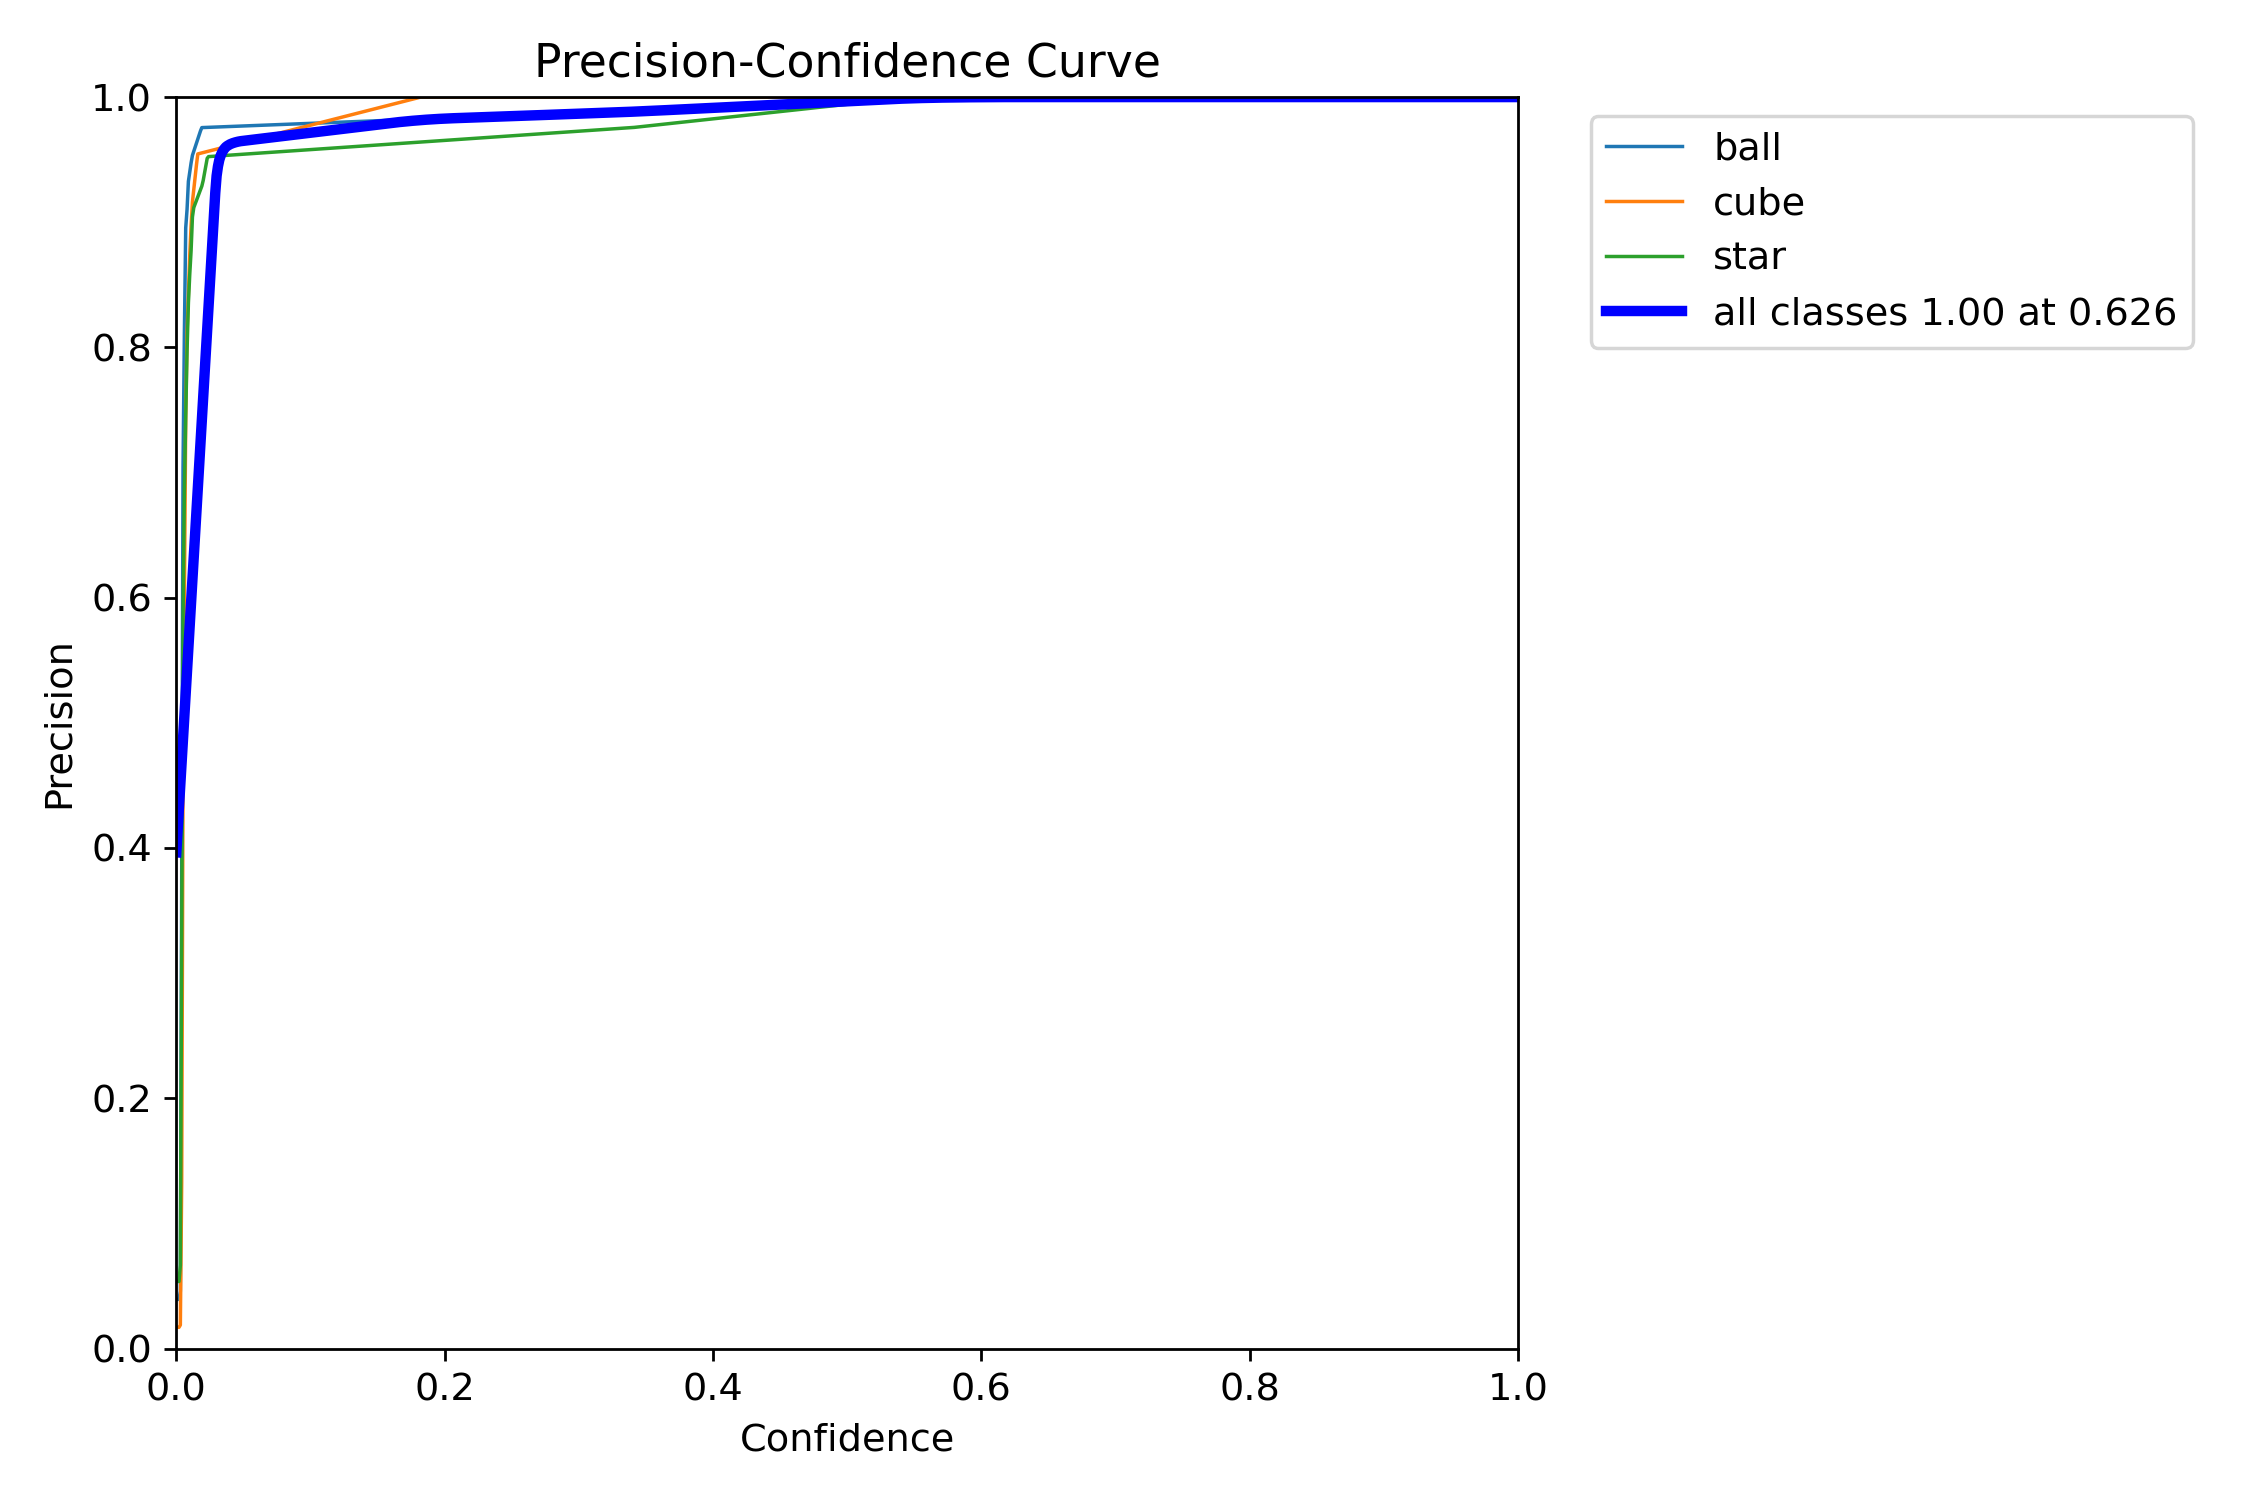 Precision-Confidence Curve
1.0
0.8
0.6
0.4
0.2
0.0
Precision
0.0 0.2 0.4 0.6 0.8 1.0
Confidence
ball
cube
star
all classes 1.00 at 0.626